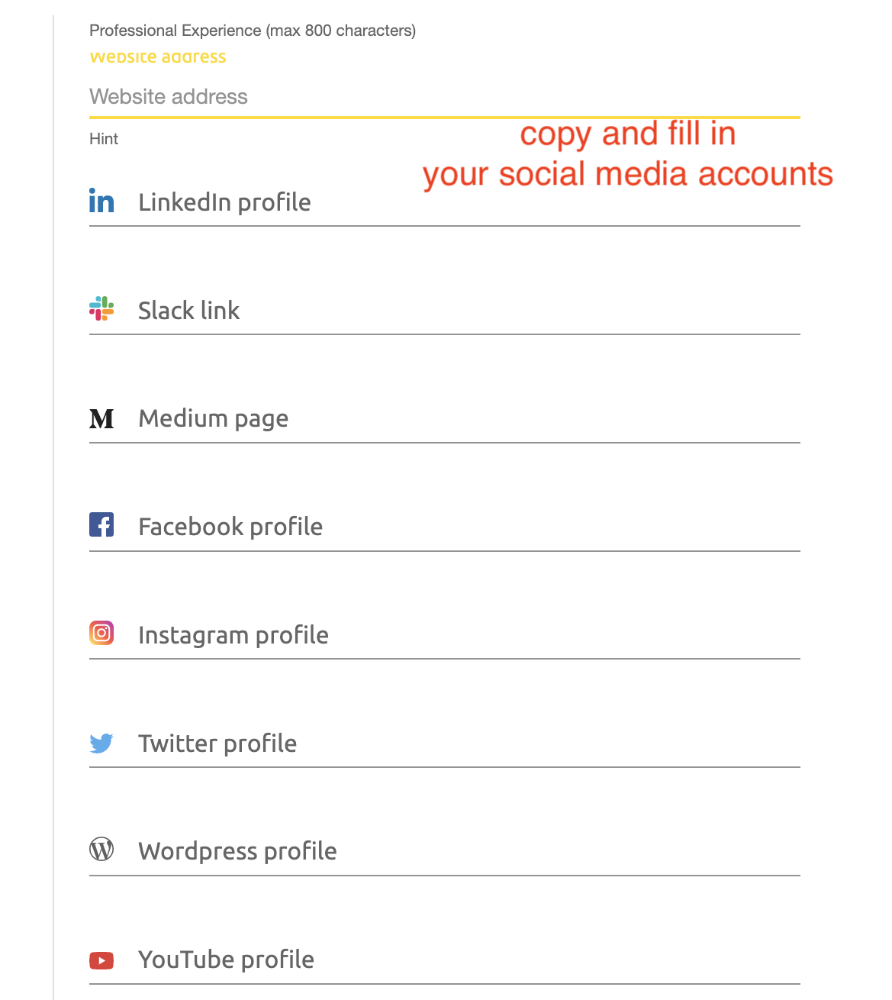 Professional Experience (max 800 characters)
Website address
Website address
Hint
copy and fill in
your social media accounts
LinkedIn profile
Slack link
Medium page
Facebook profile
Instagram profile
Twitter profile
Wordpress profile
YouTube profile